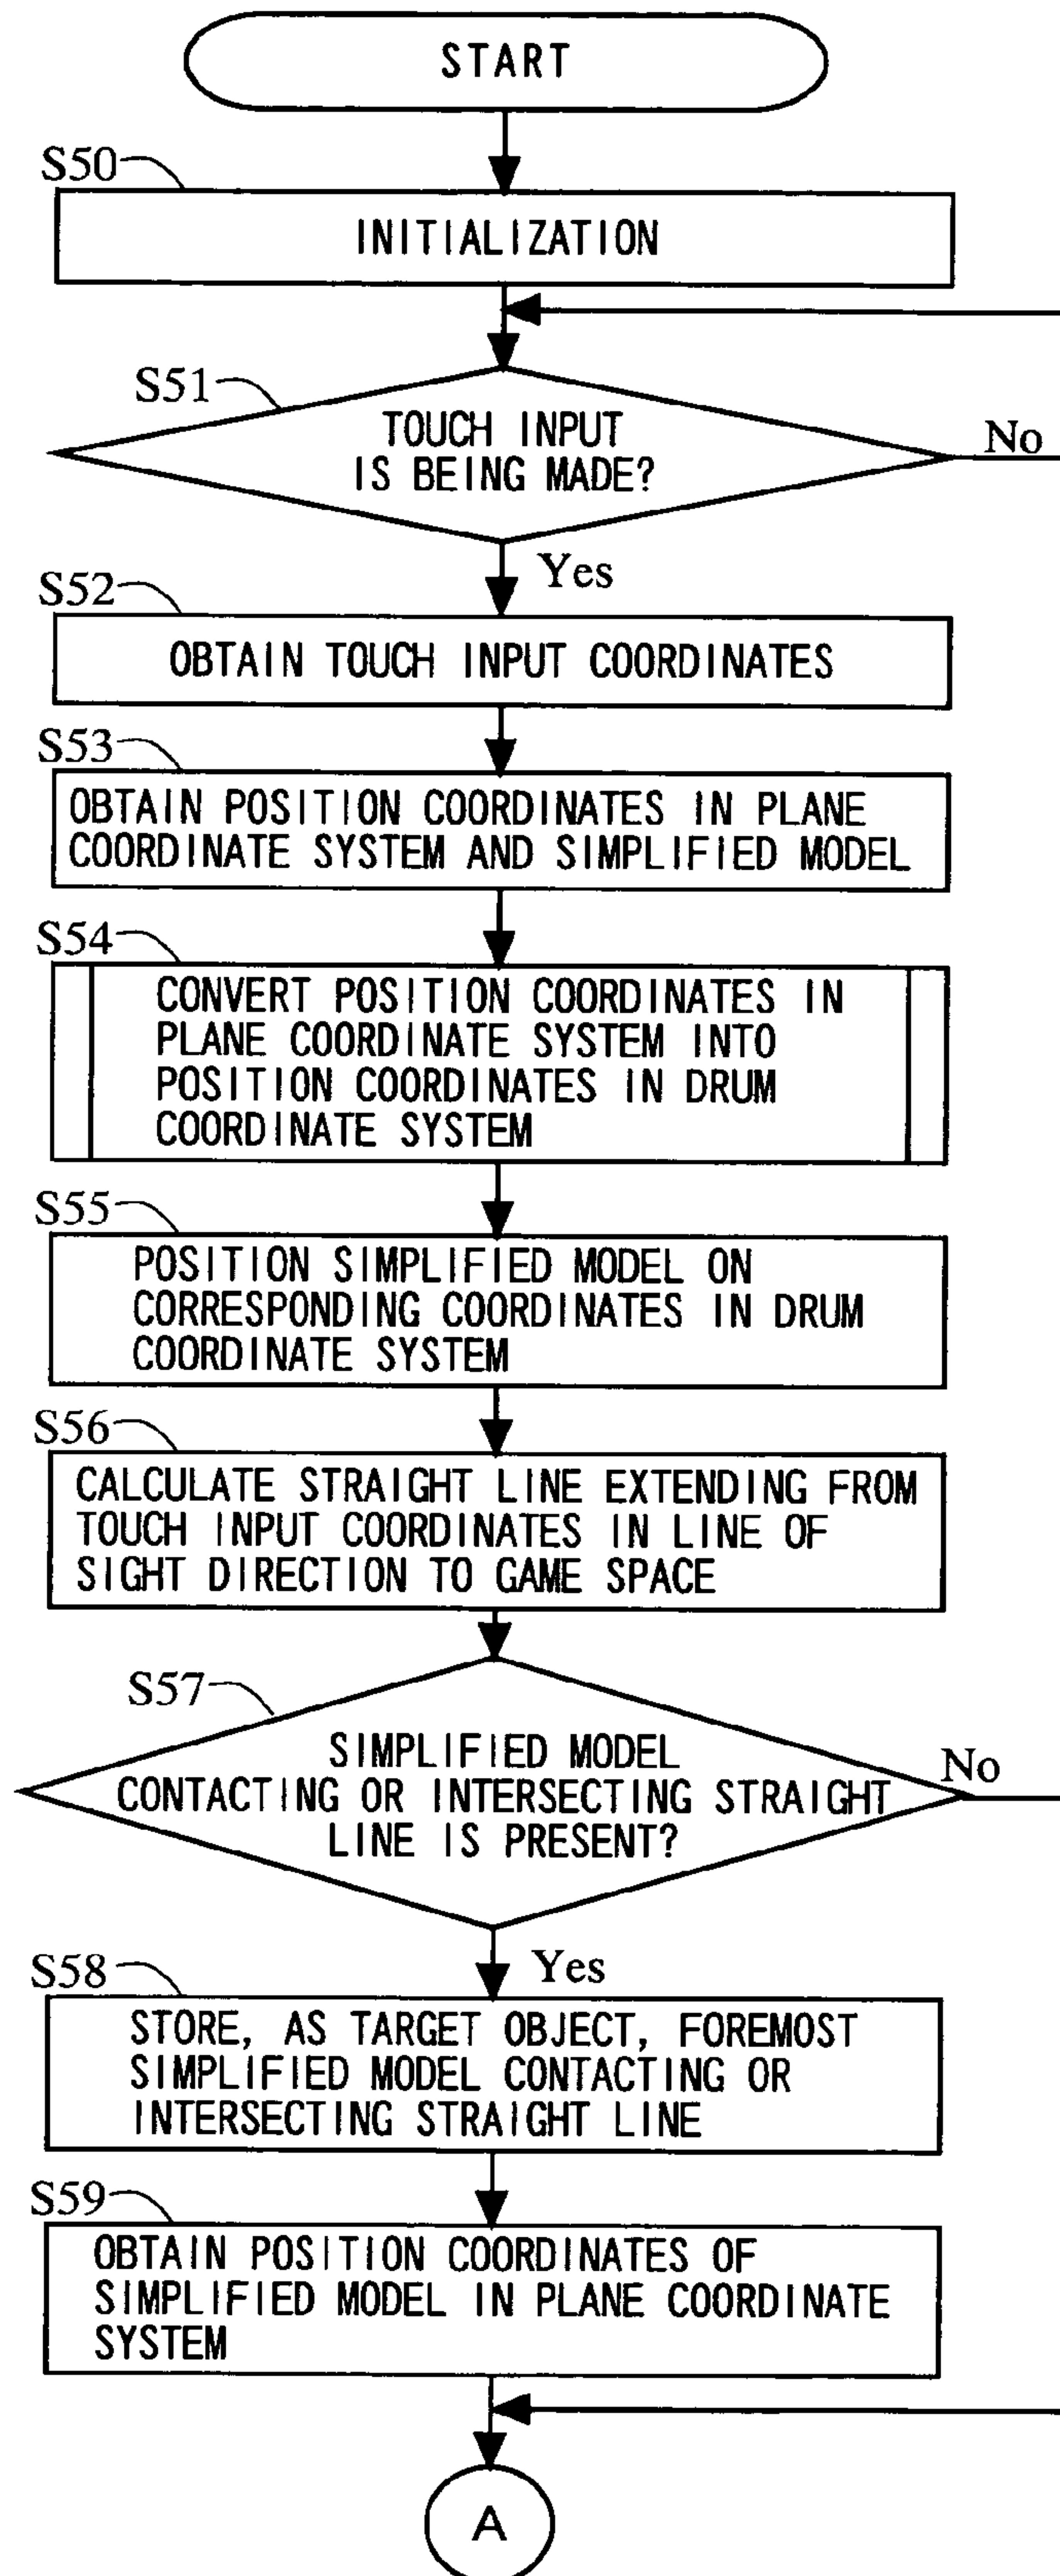 START
S50
INITIALIZATION
S51
TOUCH INPUT
IS BEING MADE?
No
Yes
S52
OBTAIN TOUCH INPUT COORDINATES
S53
OBTAIN POSITION COORDINATES IN PLANE
COORDINATE SYSTEM AND SIMPLIFIED MODEL
S54
CONVERT POSITION COORDINATES IN
PLANE COORDINATE SYSTEM INTO
POSITION COORDINATES IN DRUM
COORDINATE SYSTEM
S55
POSITION SIMPLIFIED MODEL ON
CORRESPONDING COORDINATES IN DRUM
COORDINATE SYSTEM
S56
CALCULATE STRAIGHT LINE EXTENDING FROM
TOUCH INPUT COORDINATES IN LINE OF
SIGHT DIRECTION TO GAME SPACE
S57
SIMPLIFIED MODEL
CONTACTING OR INTERSECTING STRAIGHT
LINE IS PRESENT?
No
Yes
S58
STORE, AS TARGET OBJECT, FOREMOST
SIMPLIFIED MODEL CONTACTING OR
INTERSECTING STRAIGHT LINE
S59
OBTAIN POSITION COORDINATES OF
SIMPLIFIED MODEL IN PLANE COORDINATE
SYSTEM
A